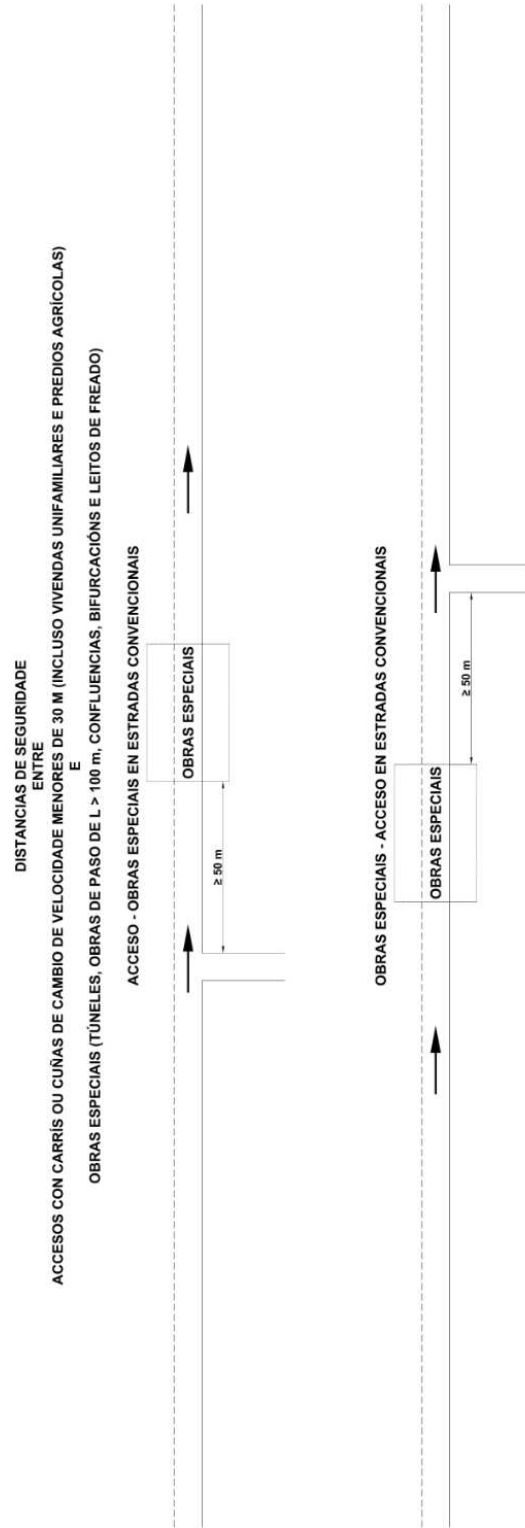 DISTANCIAS DE SEGURIDADE
ENTRE
ACCESOS CON CARRÍS OU CUÑAS DE CAMBIO DE VELOCIDADE MENORES DE 30 M (INCLUSO VIVENDAS UNIFAMILIARES E PREDIOS AGRÍCOLAS)
E
OBRAS ESPECIAIS (TÚNELES, OBRAS DE PASO DE L > 100 m, CONFLUENCIAS, BIFURCACIÓNS E LEITOS DE FREADO)
ACCESO - OBRAS ESPECIAIS EN ESTRADAS CONVENCIONAIS
OBRAS ESPECIAIS
≥ 50 m
OBRAS ESPECIAIS - ACCESO EN ESTRADAS CONVENCIONAIS
OBRAS ESPECIAIS
≥ 50 m